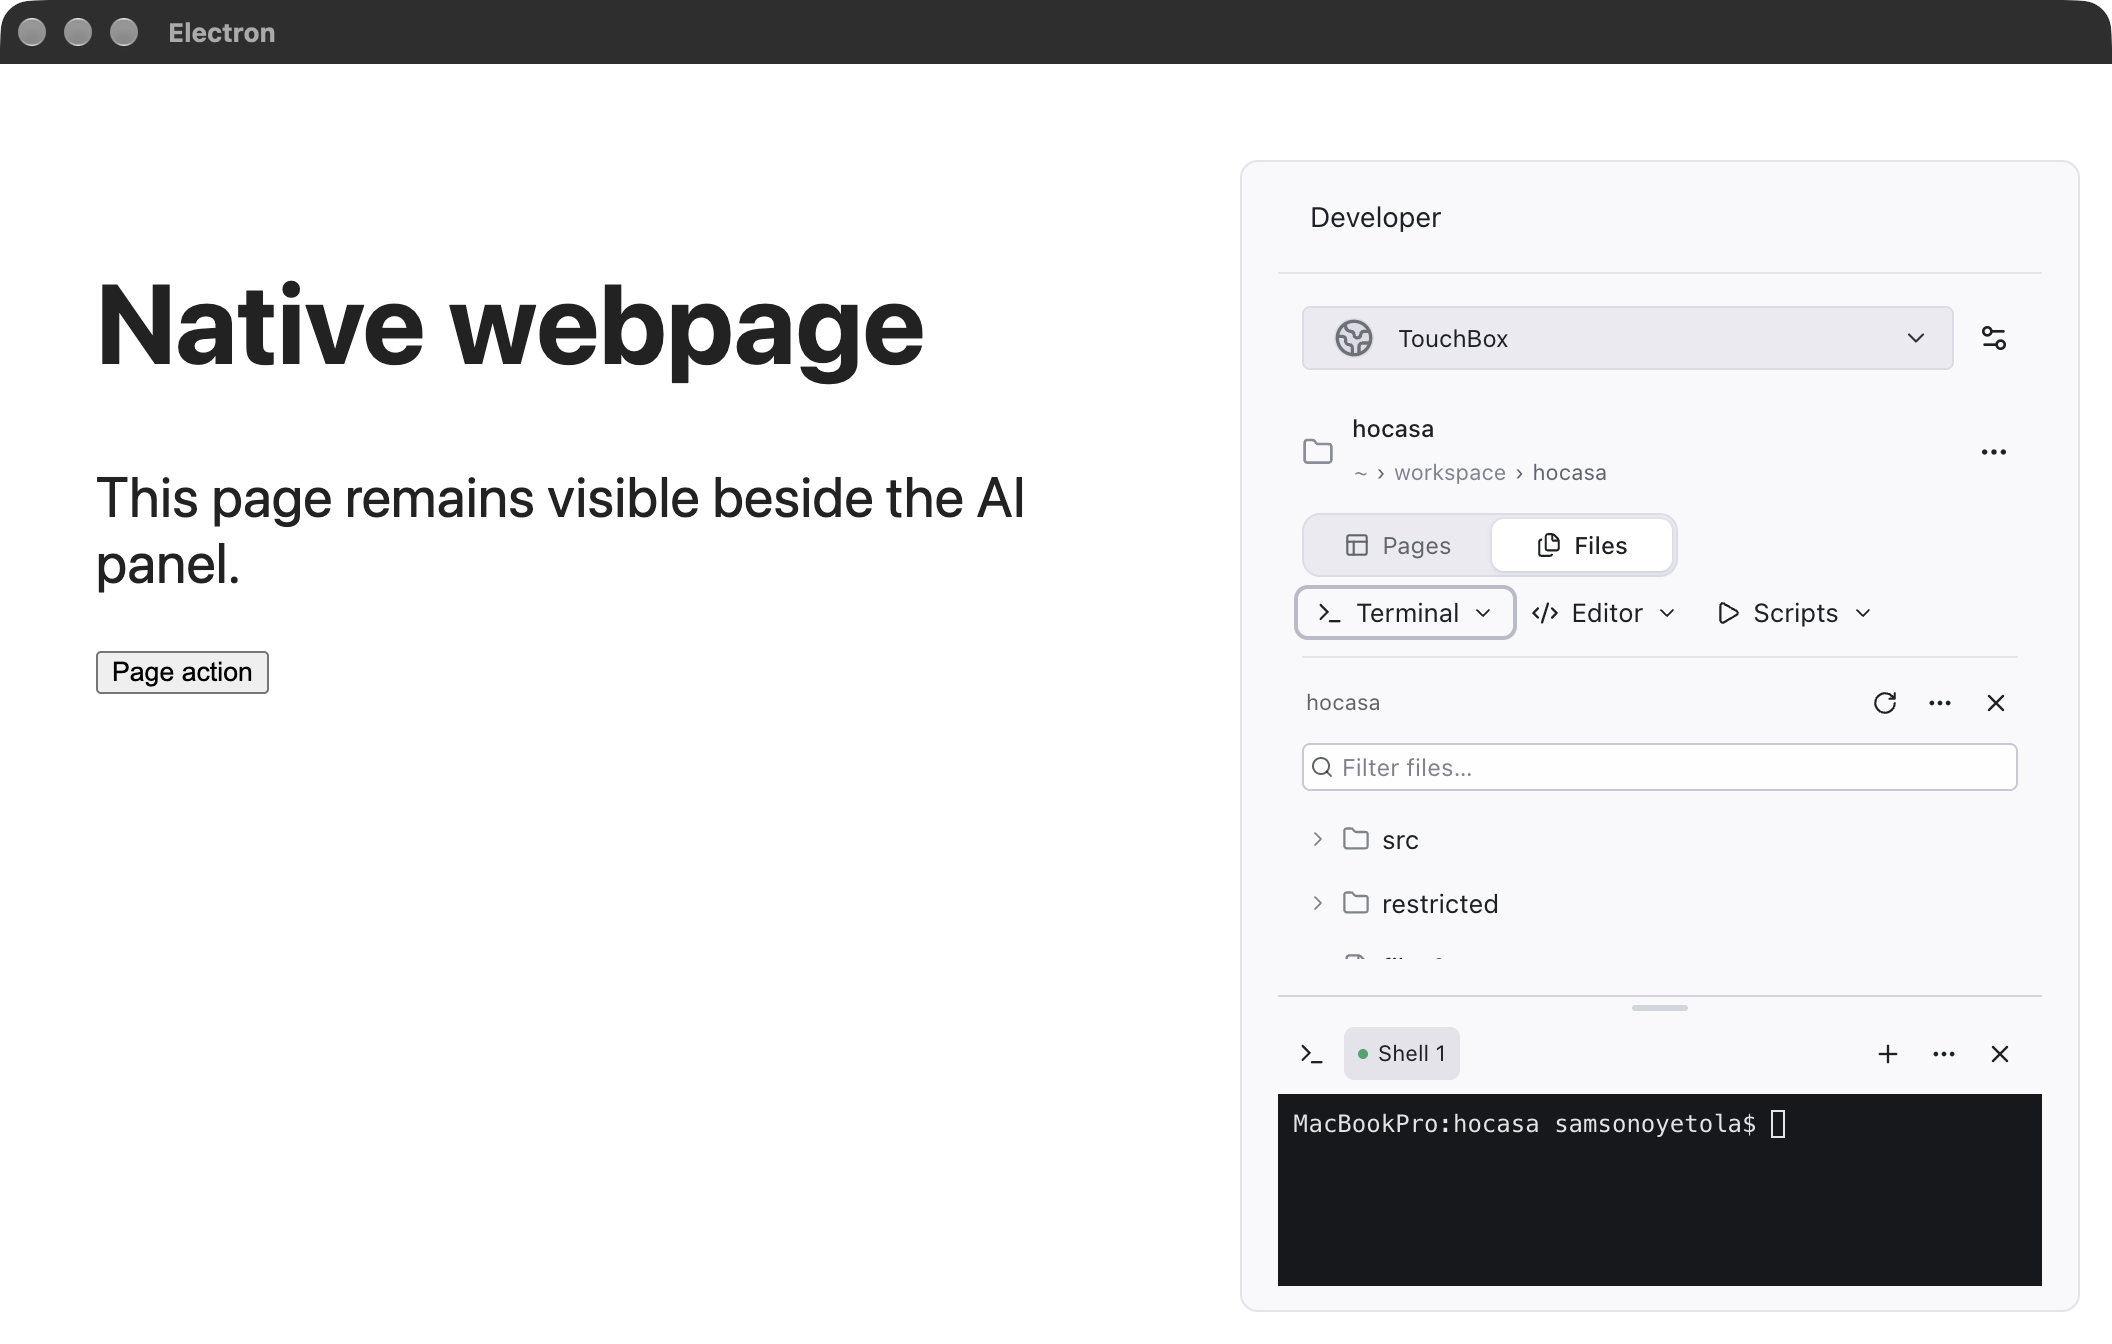 Electron
Native webpage
This page remains visible beside the AI
panel.
Page action
Developer
TouchBox
hocasa
~ › workspace › hocasa
Pages
Files
>_ Terminal
</> Editor
Scripts
hocasa
Filter files...
src
restricted
>_ Shell 1
MacBookPro:hocasa samsonoyetola$